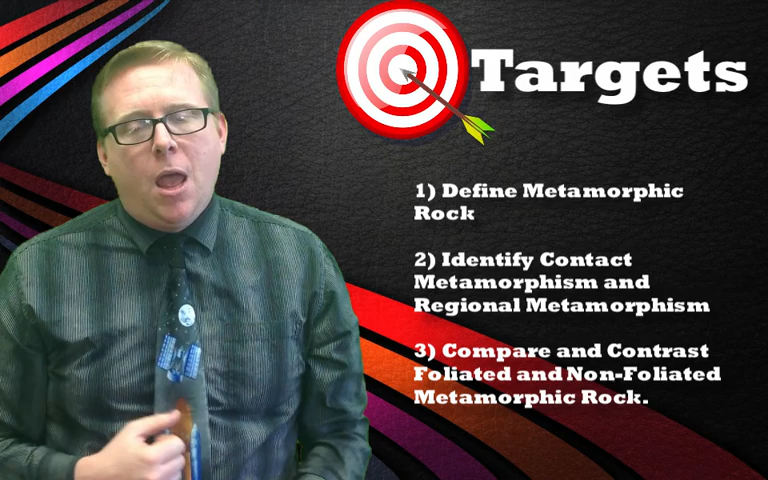 Targets
1) Define Metamorphic
Rock
2) Identify Contact
Metamorphism and
Regional Metamorphism
3) Compare and Contrast
Foliated and Non-Foliated
Metamorphic Rock.